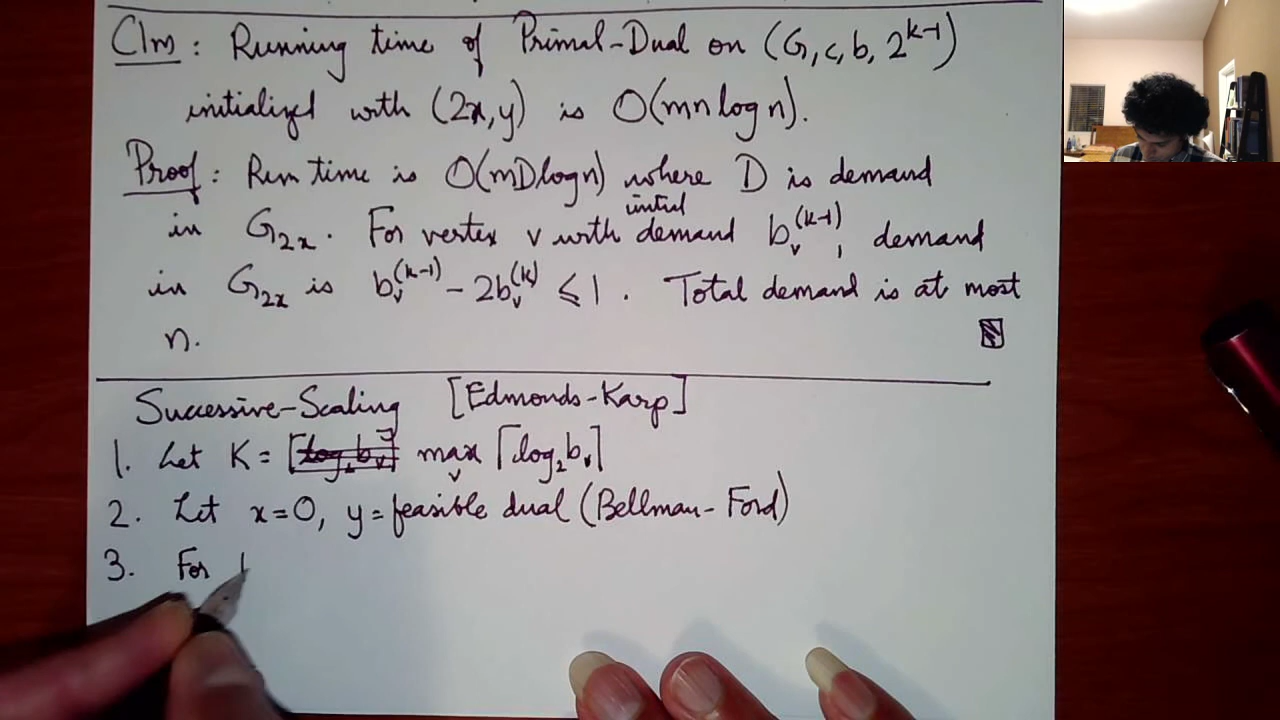 Clm : Running time of Primal-Dual on (G, c, b, 2^{k-1})
initialized with (2x, y) is O(mn log n).
Proof : Run time is O(mD log n) where D is demand
in G_{2x}. For vertex v with initial demand b_v^{(k-1)}, demand
in G_{2x} is b_v^{(k-1)} - 2b_v^{(k)} ≤ 1. Total demand is at most
n.
Successive-Scaling [Edmonds-Karp]
1. Let K = max_v ⌈log_2 b_v⌉
2. Let x=0, y = feasible dual (Bellman-Ford)
3. For